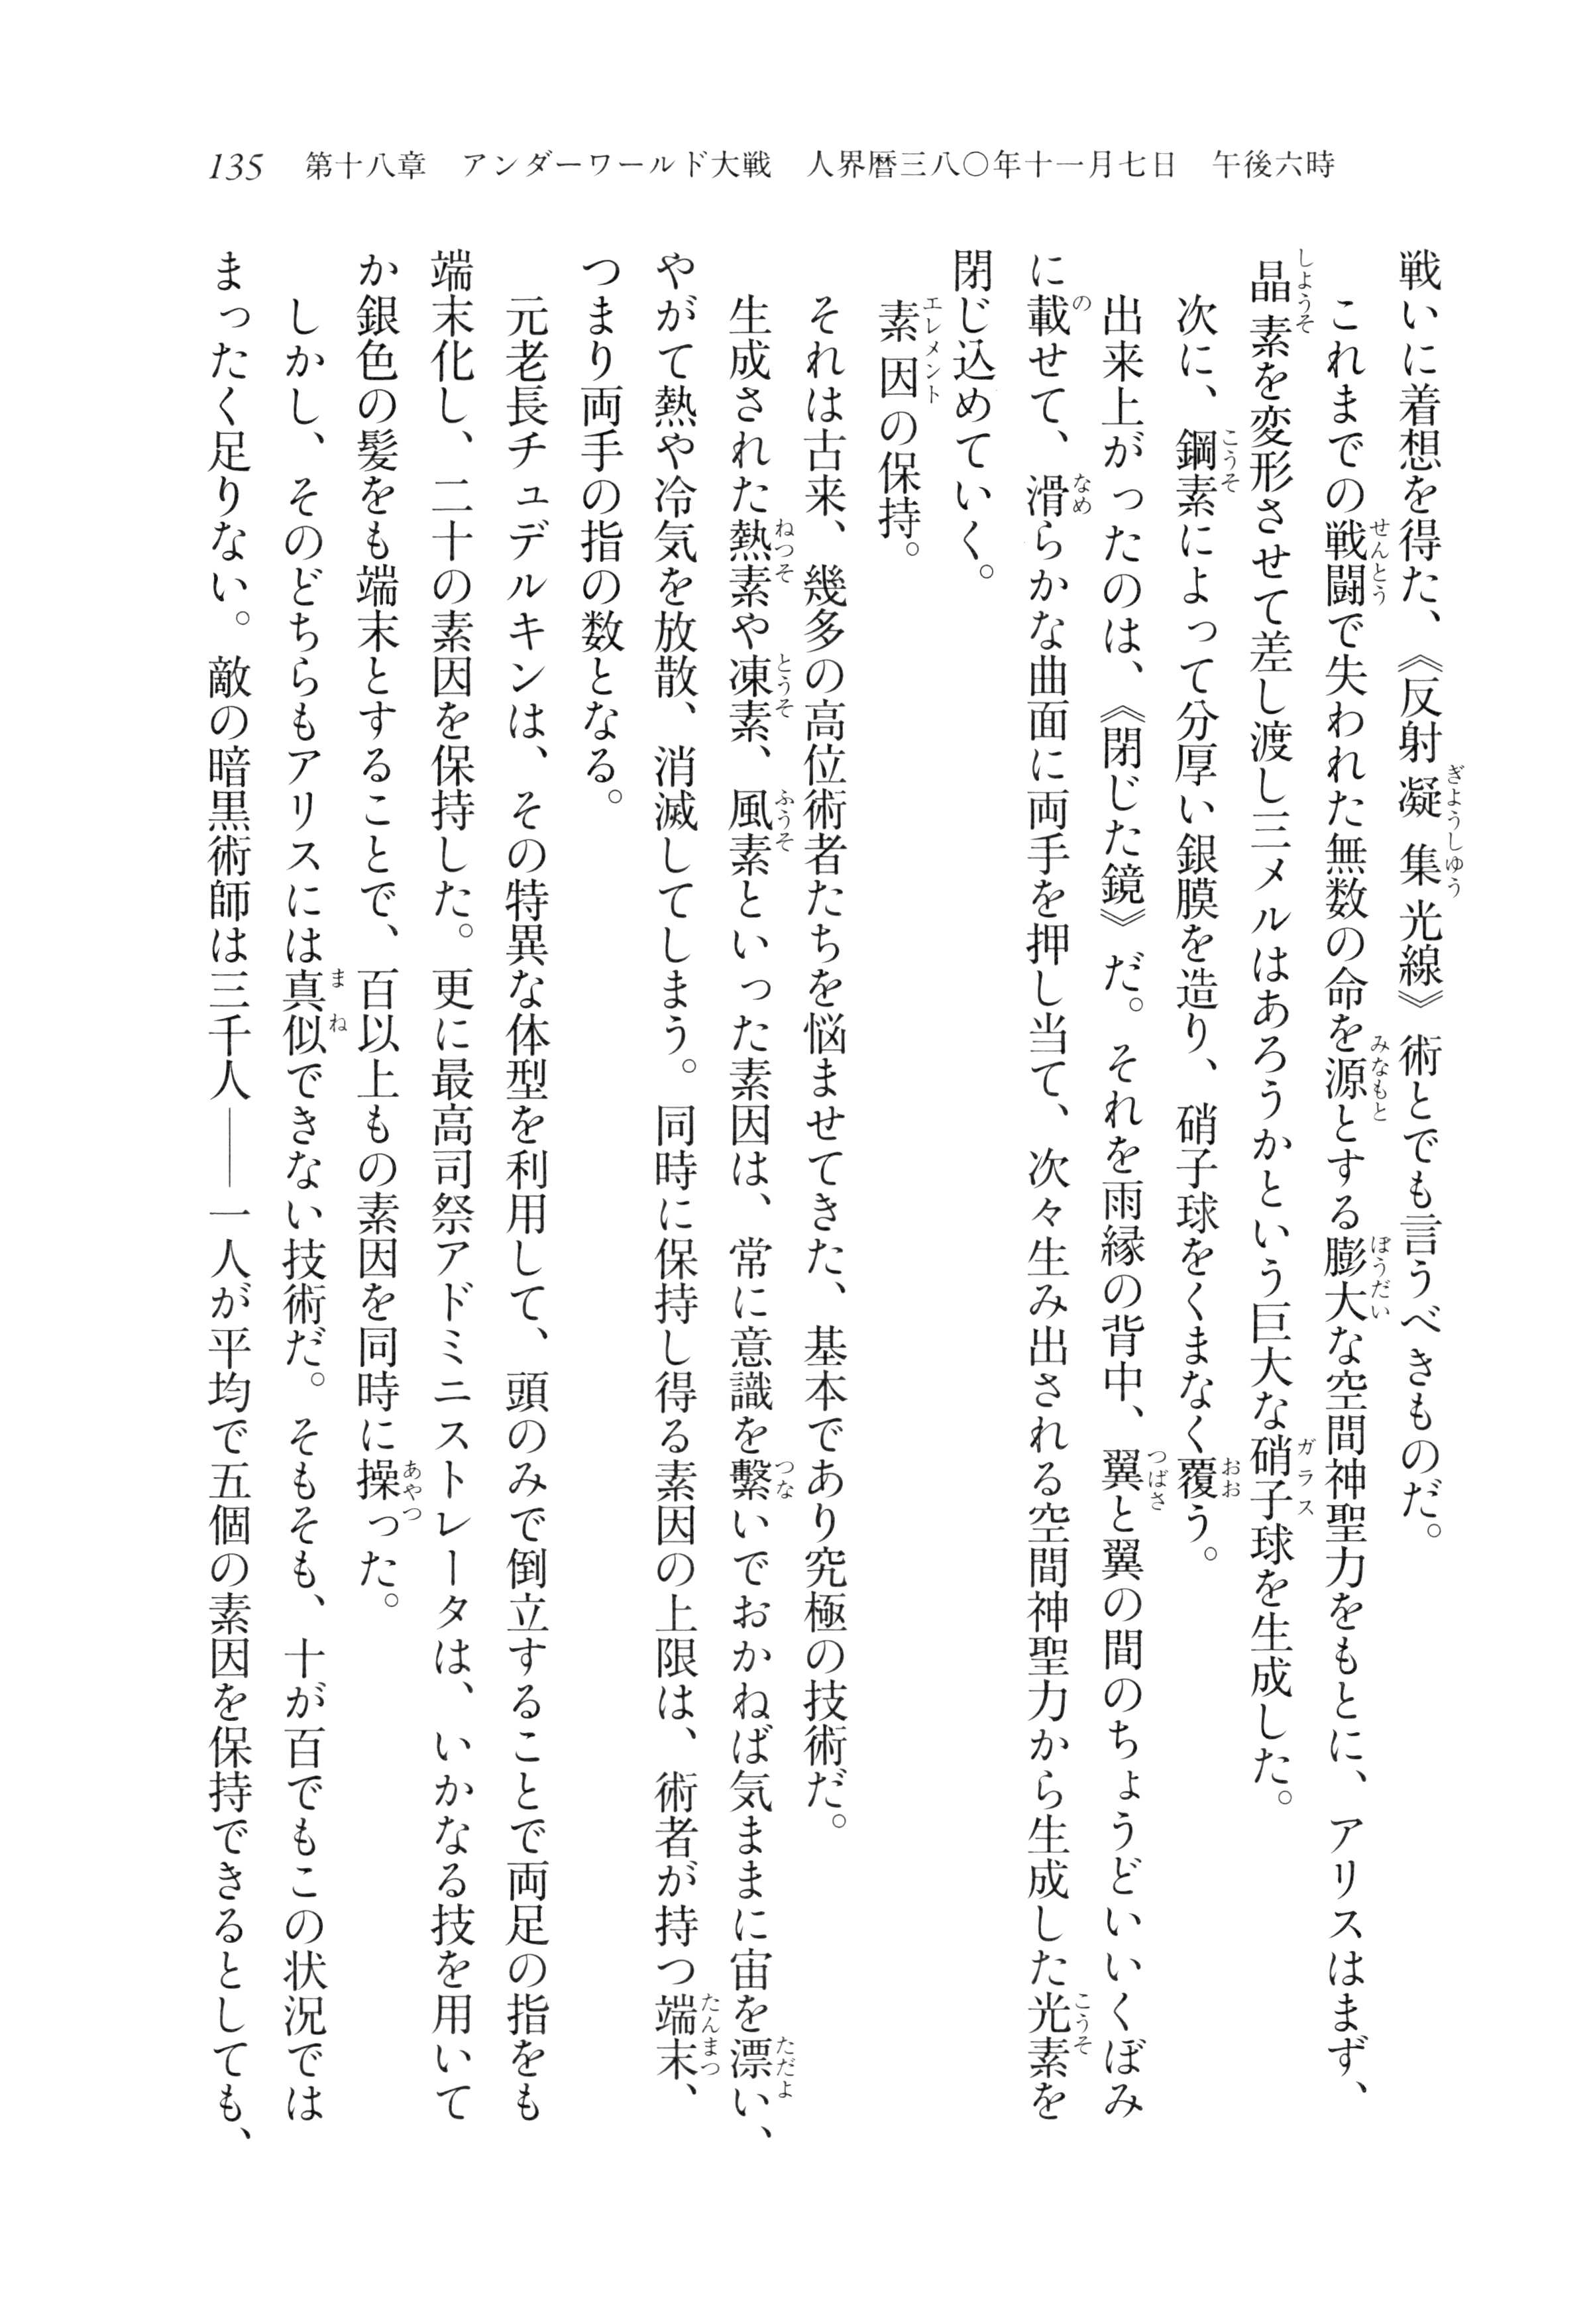 135　第十八章　アンダーワールド大戦　人界暦三八〇年十一月七日　午後六時
戦いに着想を得た、《反射凝集光線》術とでも言うべきものだ。
　これまでの戦闘で失われた無数の命を源とする膨大な空間神聖力をもとに、アリスはまず、
晶素を変形させて差し渡し三メルはあろうかという巨大な硝子球を生成した。
　次に、鋼素によって分厚い銀膜を造り、硝子球をくまなく覆う。
　出来上がったのは、《閉じた鏡》だ。それを雨縁の背中、翼と翼の間のちょうどいいくぼみ
に載せて、滑らかな曲面に両手を押し当て、次々生み出される空間神聖力から生成した光素を
閉じ込めていく。
　素因の保持。
　それは古来、幾多の高位術者たちを悩ませてきた、基本であり究極の技術だ。
　生成された熱素や凍素、風素といった素因は、常に意識を繫いでおかねば気ままに宙を漂い、
やがて熱や冷気を放散、消滅してしまう。同時に保持し得る素因の上限は、術者が持つ端末、
つまり両手の指の数となる。
　元老長チュデルキンは、その特異な体型を利用して、頭のみで倒立することで両足の指をも
端末化し、二十の素因を保持した。更に最高司祭アドミニストレータは、いかなる技を用いて
か銀色の髪をも端末とすることで、百以上もの素因を同時に操った。
　しかし、そのどちらもアリスには真似できない技術だ。そもそも、十が百でもこの状況では
まったく足りない。敵の暗黒術師は三千人――一人が平均で五個の素因を保持できるとしても、